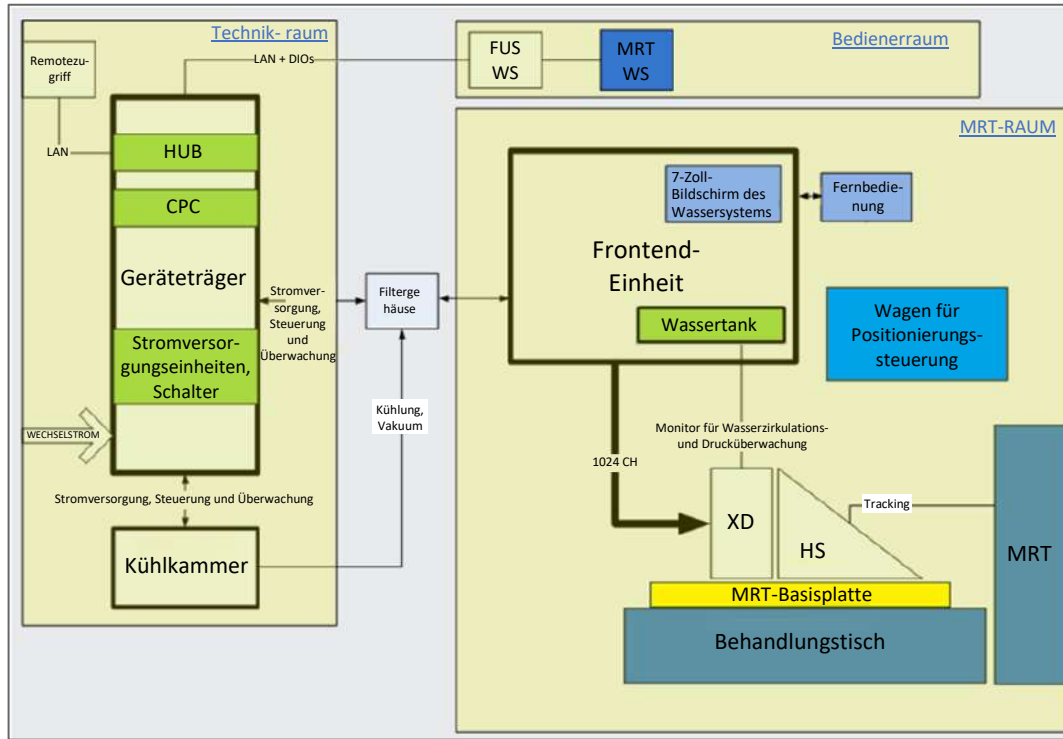 Technik- raum
Remotezu-
griff
LAN + DIOs
LAN
HUB
CPC
Geräteträger
Stromversor-
gungseinheiten,
Schalter
WECHSELSTROM
Stromver-
sorgung,
Steuerung
und
Überwachung
Stromversorgung, Steuerung und Überwachung
Kühlkammer
Filterge
häuse
Kühlung,
Vakuum
Bedienerraum
FUS
WS
MRT
WS
MRT-RAUM
7-Zoll-
Bildschirm des
Wassersystems
Fernbedie-
nung
Frontend-
Einheit
Wassertank
Wagen für
Positionierungs-
steuerung
Monitor für Wasserzirkulations-
und Drucküberwachung
1024 CH
XD
HS
Tracking
MRT
MRT-Basisplatte
Behandlungstisch